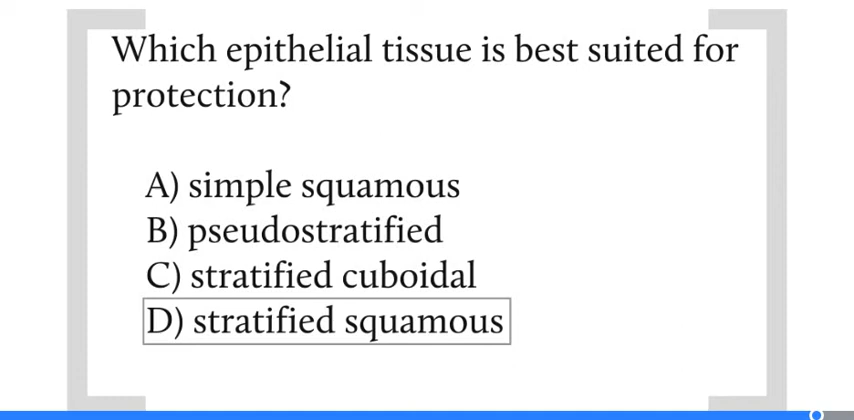 Which epithelial tissue is best suited for
protection?
A) simple squamous
B) pseudostratified
C) stratified cuboidal
D) stratified squamous